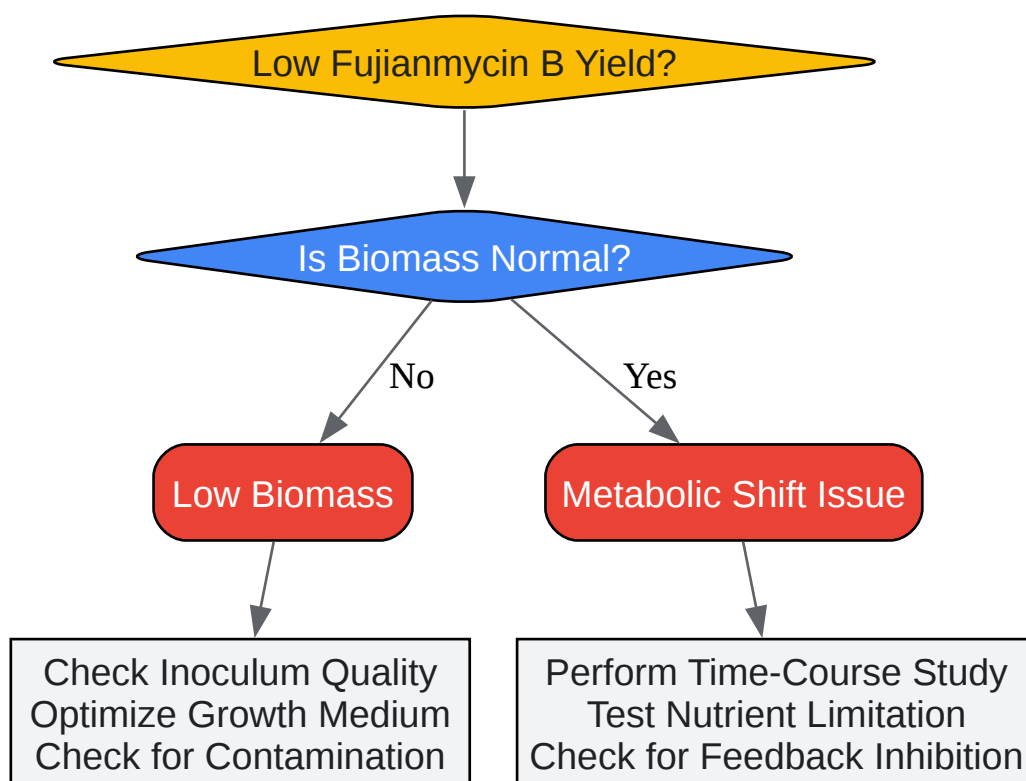 Low Fujianmycin B Yield?
Is Biomass Normal?
No
Yes
Low Biomass
Metabolic Shift Issue
Check Inoculum Quality
Optimize Growth Medium
Check for Contamination
Perform Time-Course Study
Test Nutrient Limitation
Check for Feedback Inhibition